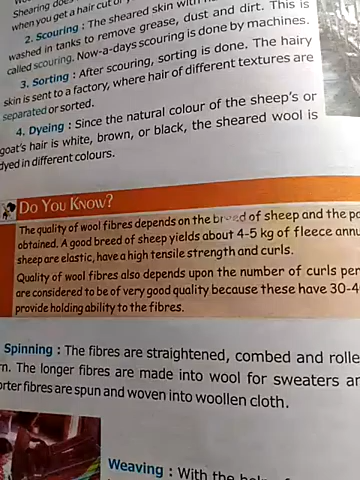 Shearing does
when you get a hair cut or
2. Scouring : The sheared skin with
washed in tanks to remove grease, dust and dirt. This is
called scouring. Now-a-days scouring is done by machines.
3. Sorting : After scouring, sorting is done. The hairy
skin is sent to a factory, where hair of different textures are
separated or sorted.
4. Dyeing : Since the natural colour of the sheep's or
goat's hair is white, brown, or black, the sheared wool is
dyed in different colours.
DO YOU KNOW?
The quality of wool fibres depends on the breed of sheep and the
obtained. A good breed of sheep yields about 4-5 kg of fleece
sheep are elastic, have a high tensile strength and curls.
Quality of wool fibres also depends upon the number of curls per
are considered to be of very good quality because these have 30-4
provide holding ability to the fibres.
Spinning : The fibres are straightened, combed and
The longer fibres are made into wool for sweaters
fibres are spun and woven into woollen cloth.
Weaving : With the